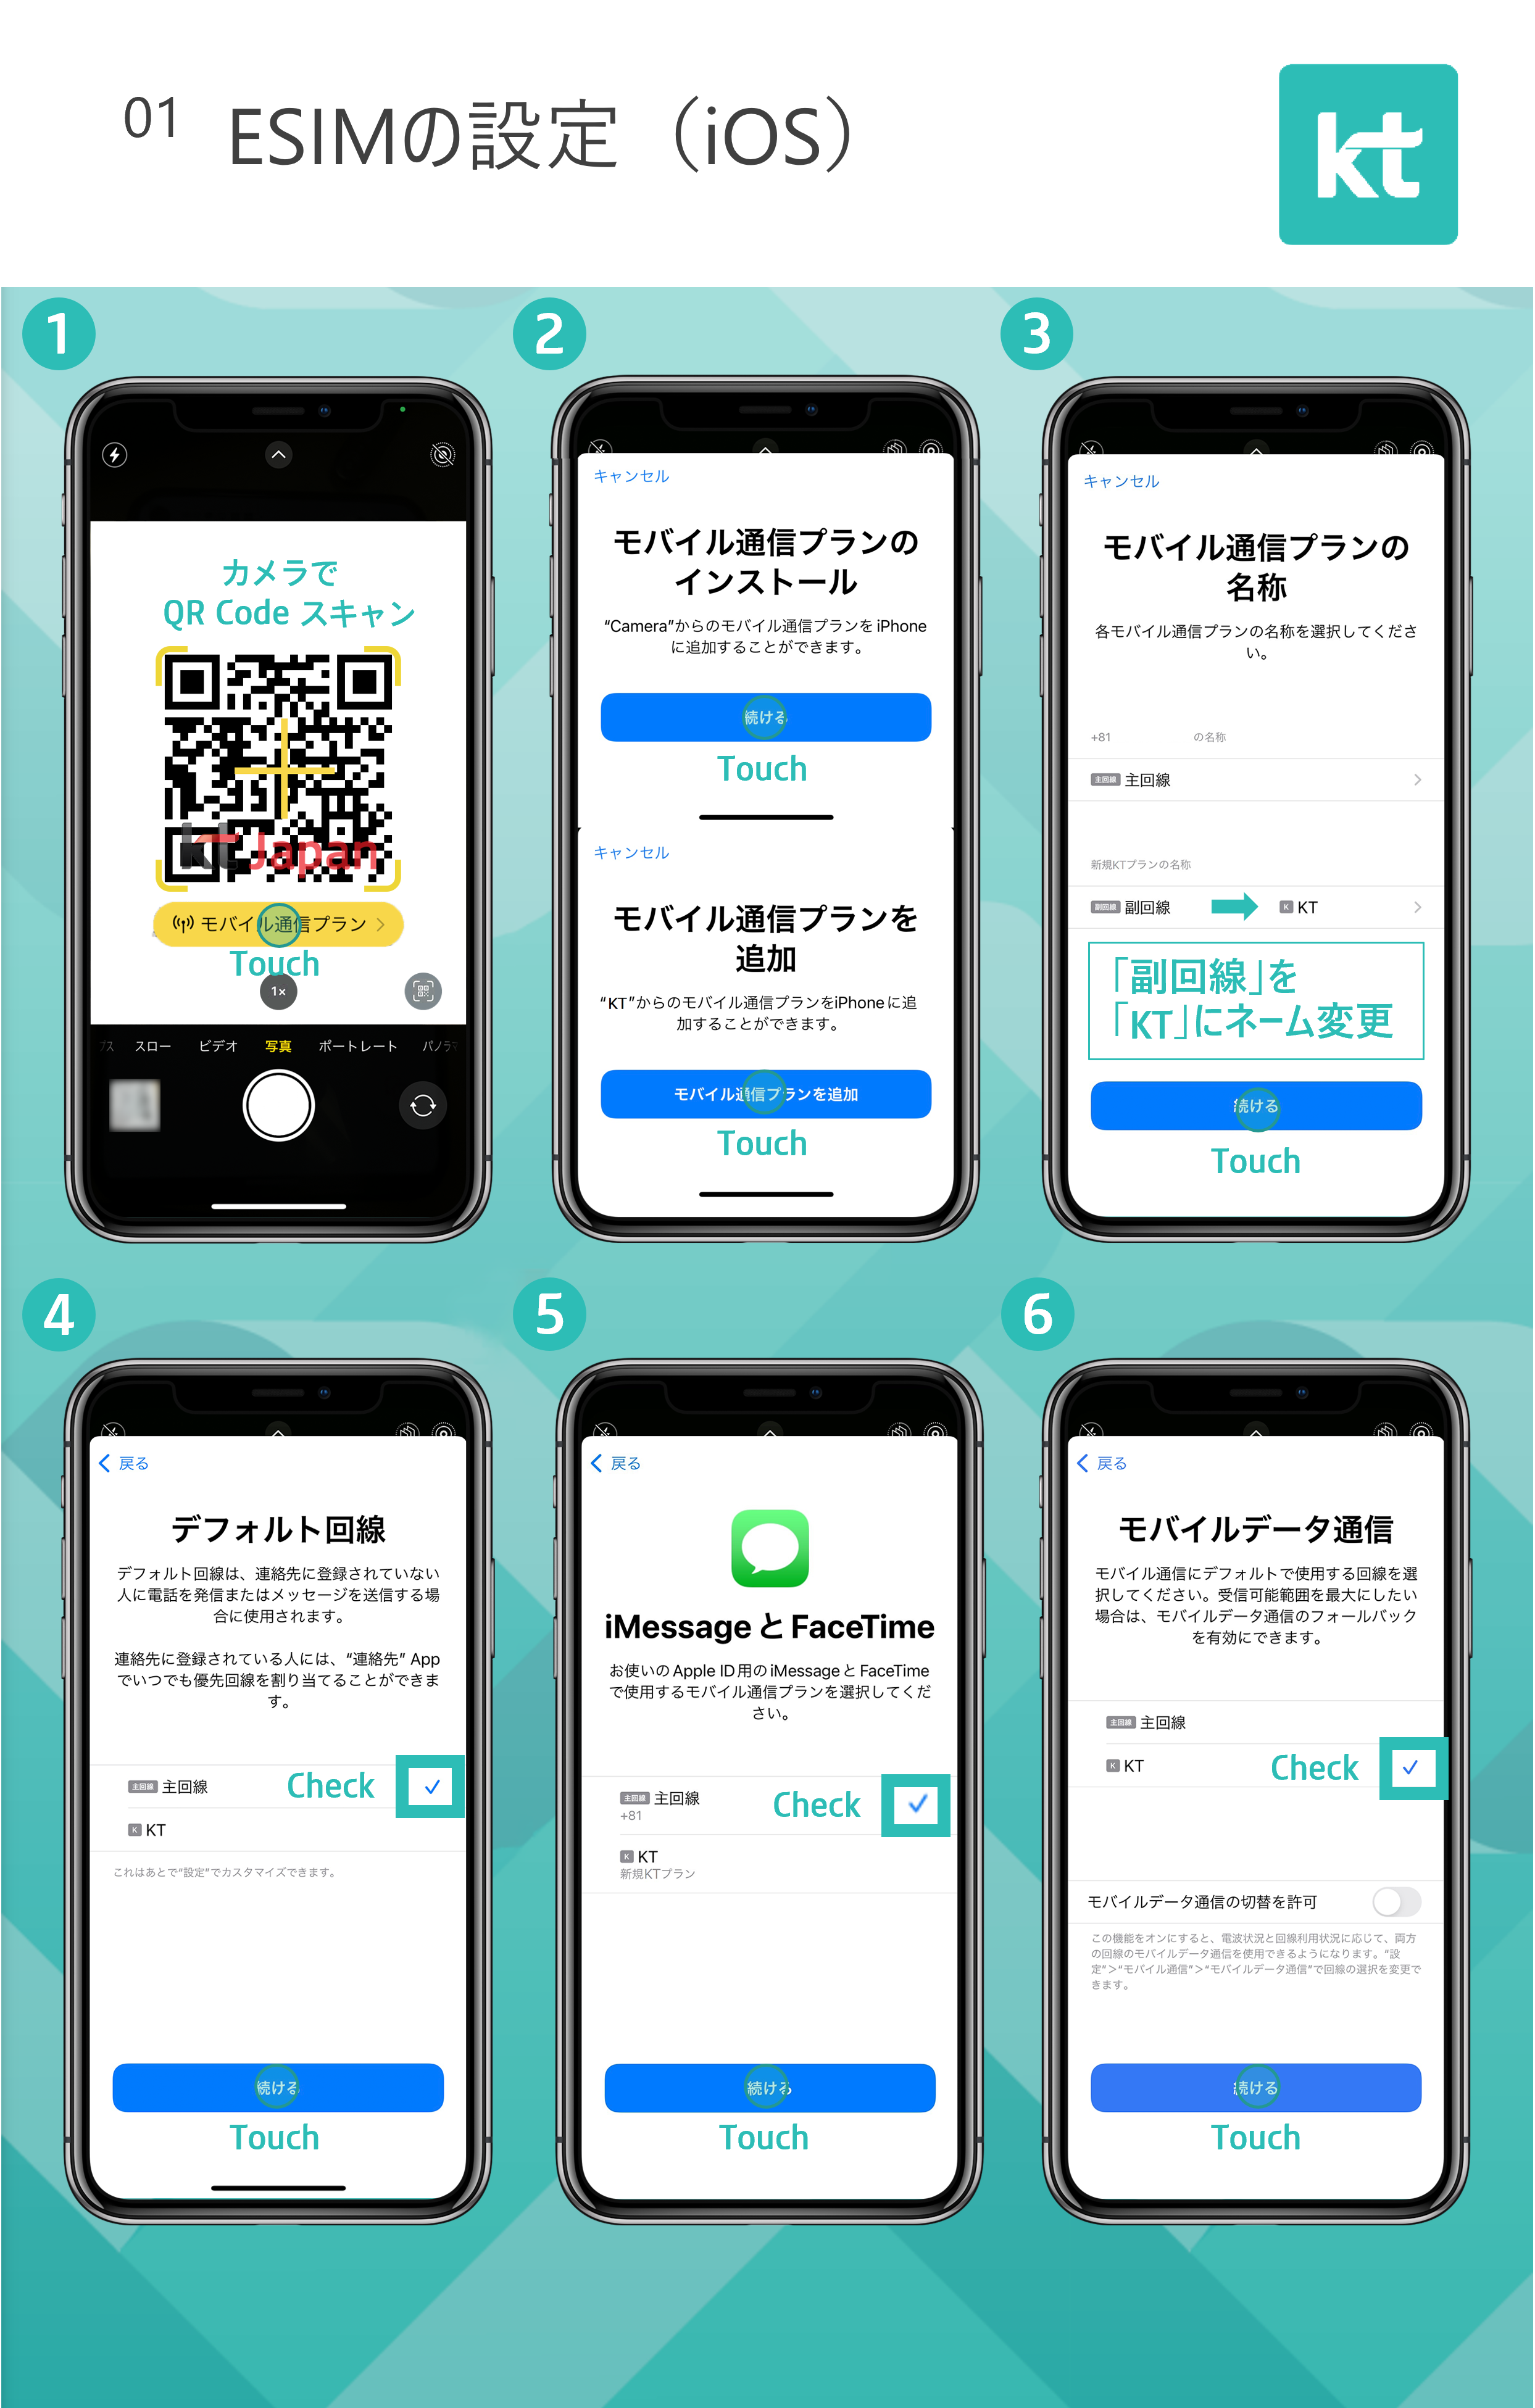 01 ESIMの設定（iOS）
kt
1
カメラで
QR Code スキャン
kt Japan
モバイル通信プラン
Touch
1×
スロー ビデオ 写真 ポートレート パノラマ
2
キャンセル
モバイル通信プランの
インストール
“Camera”からのモバイル通信プランを iPhone
に追加することができます。
続ける
Touch
キャンセル
モバイル通信プランを
追加
“KT”からのモバイル通信プランをiPhoneに追
加することができます。
モバイル通信プランを追加
Touch
3
キャンセル
モバイル通信プランの
名称
各モバイル通信プランの名称を選択してくださ
い。
+81 の名称
主回線 主回線
新規KTプランの名称
副回線 副回線 K KT
「副回線」を
「KT」にネーム変更
続ける
Touch
4
戻る
デフォルト回線
デフォルト回線は、連絡先に登録されていない
人に電話を発信またはメッセージを送信する場
合に使用されます。
連絡先に登録されている人には、“連絡先” App
でいつでも優先回線を割り当てることができま
す。
主回線 主回線 Check
K KT
これはあとで“設定”でカスタマイズできます。
続ける
Touch
5
戻る
iMessage と FaceTime
お使いの Apple ID 用の iMessage と FaceTime
で使用するモバイル通信プランを選択してくだ
さい。
主回線 主回線 Check
+81
K KT
新規KTプラン
続ける
Touch
6
戻る
モバイルデータ通信
モバイル通信にデフォルトで使用する回線を選
択してください。受信可能範囲を最大にしたい
場合は、モバイルデータ通信のフォールバック
を有効にできます。
主回線 主回線
K KT Check
モバイルデータ通信の切替を許可
この機能をオンにすると、電波状況と回線利用状況に応じて、両方
の回線のモバイルデータ通信を使用できるようになります。“設
定”＞“モバイル通信”＞“モバイルデータ通信”で回線の選択を変更で
きます。
続ける
Touch